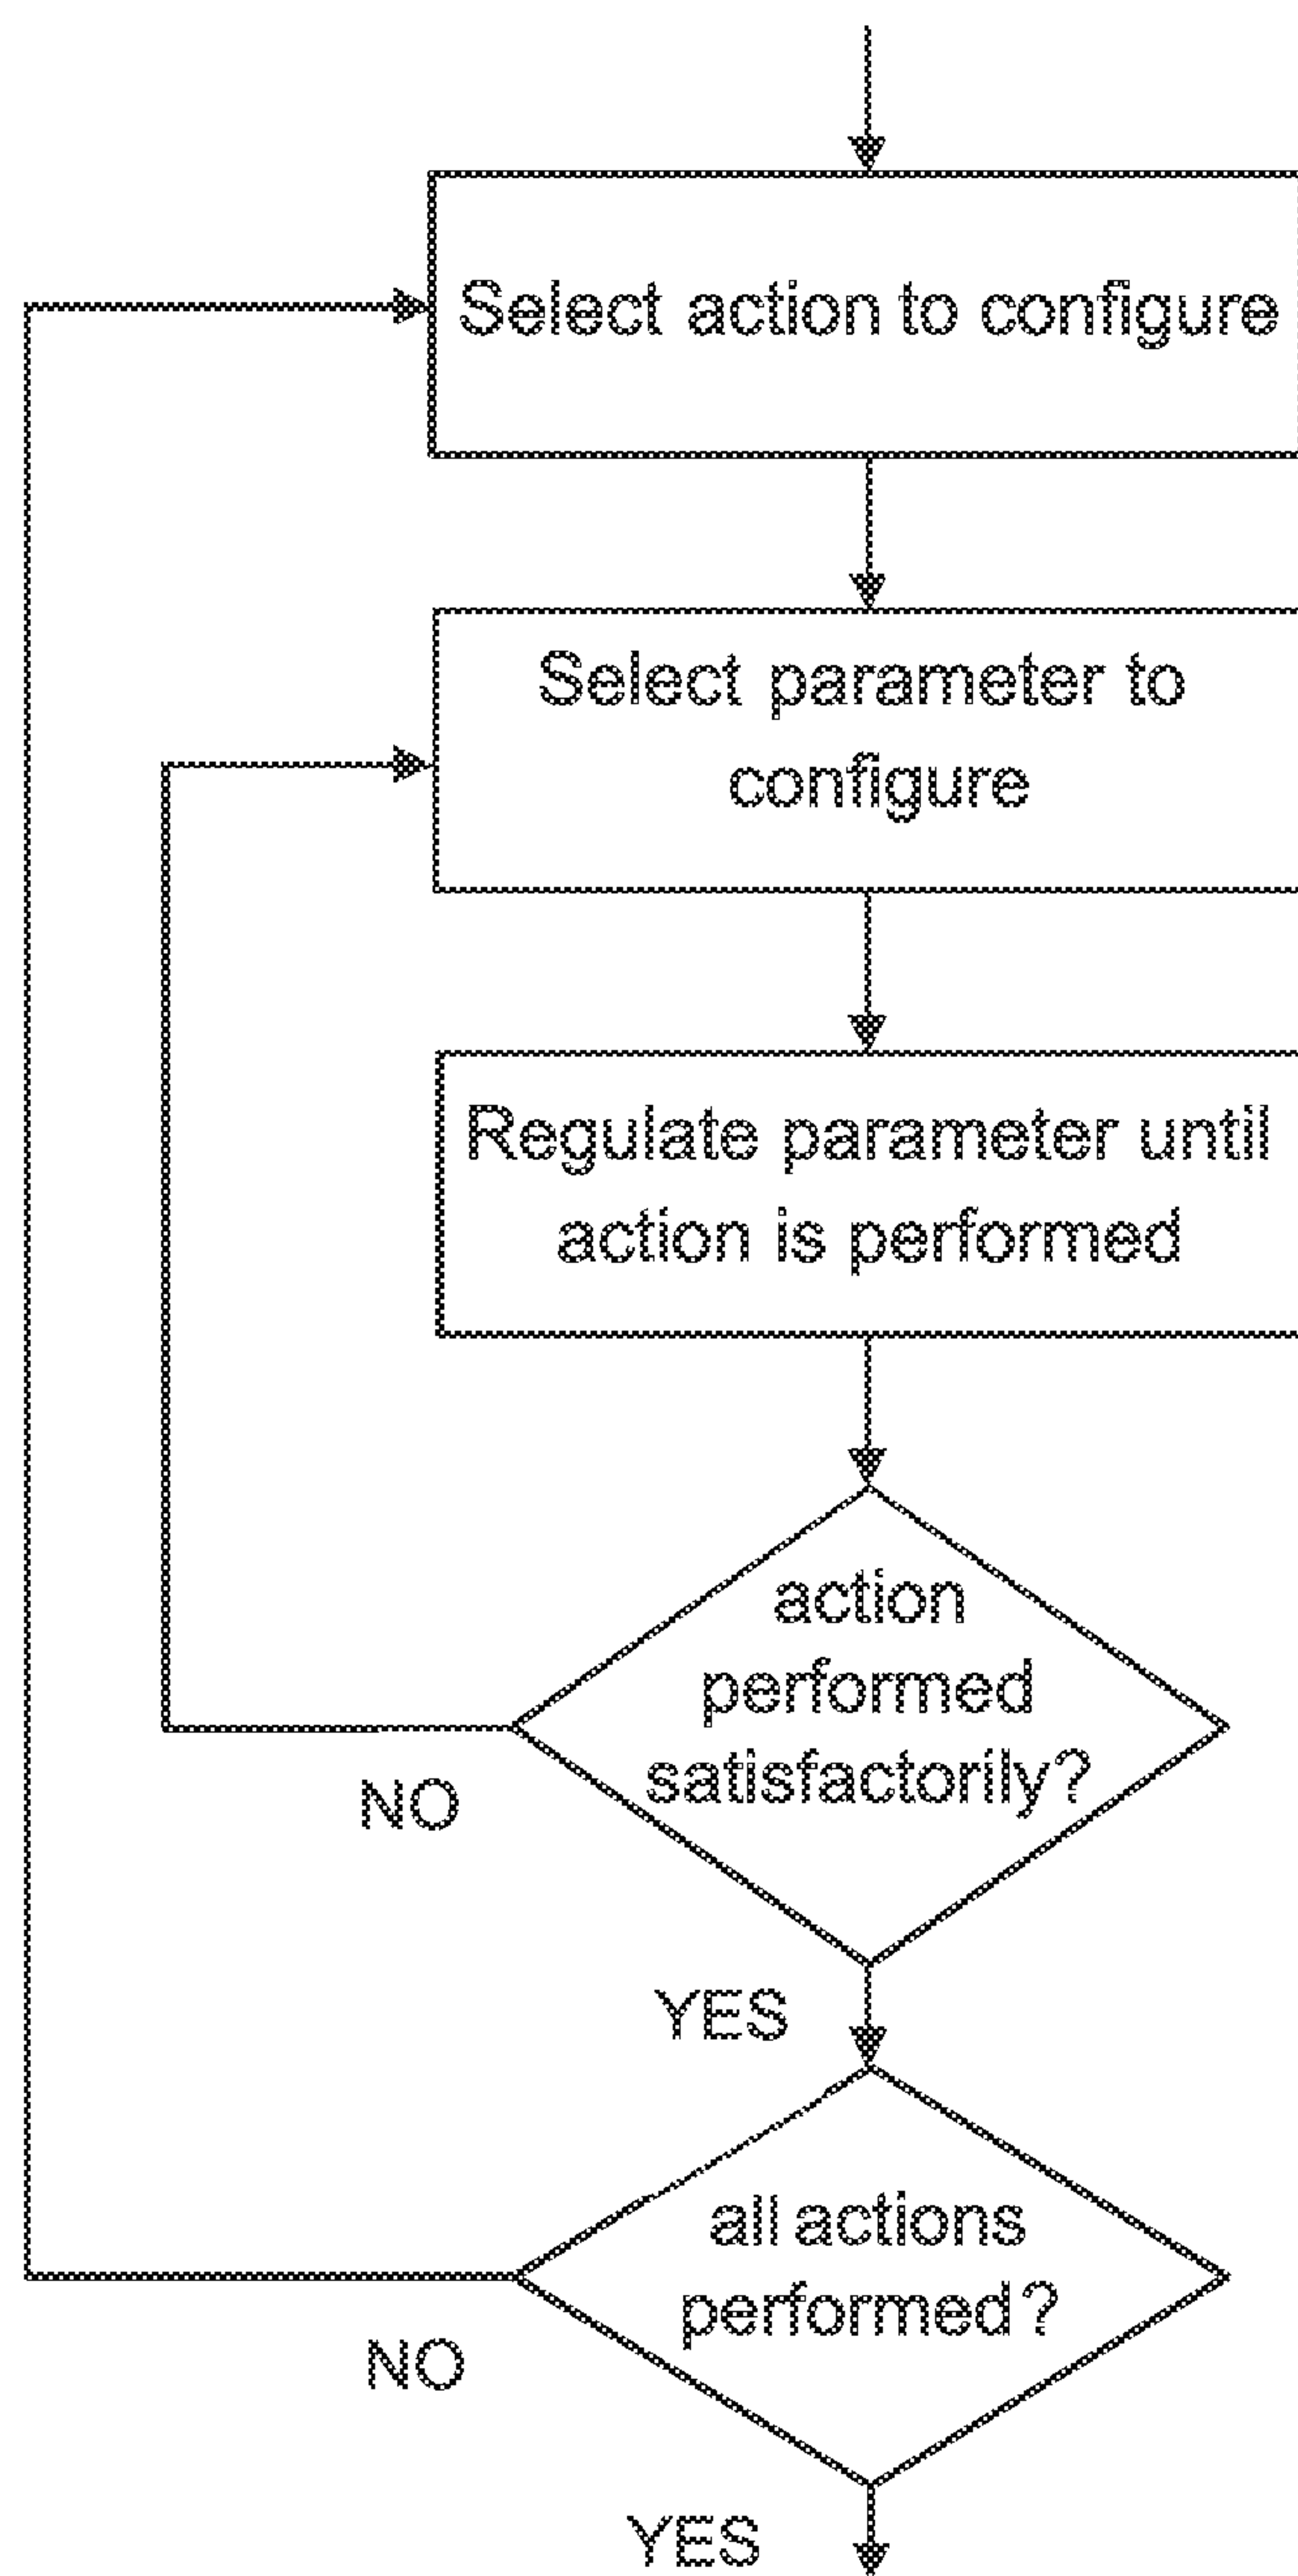 Select action to configure
Select parameter to
configure
Regulate parameter until
action is performed
action
performed
satisfactorily?
NO
YES
all actions
performed?
NO
YES